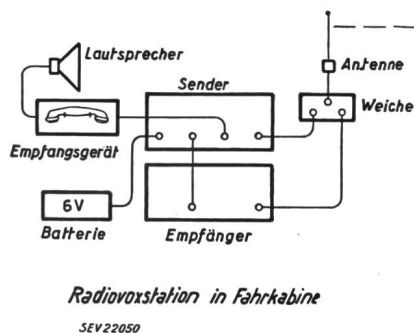 Lautsprecher
Sender
Antenne
Weiche
Empfangsgerät
6V
Batterie
Empfänger
Radiovoxstation in Fahrkabine
SEV22050